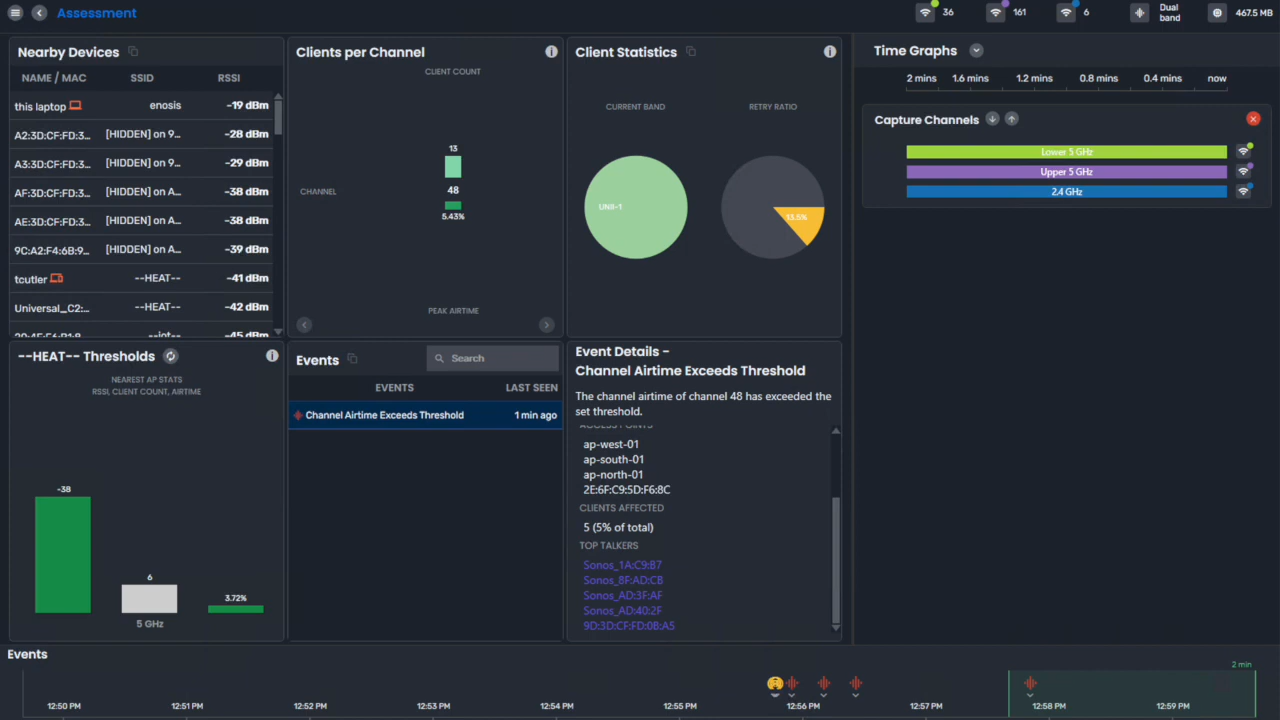 Assessment
36
161
6
Dual band
467.5 MB
Nearby Devices
NAME / MAC SSID RSSI
this laptop enosis -19 dBm
A2:3D:CF:FD:3... [HIDDEN] on 9... -28 dBm
A3:3D:CF:FD:3... [HIDDEN] on 9... -29 dBm
AF:3D:CF:FD:3... [HIDDEN] on A... -38 dBm
AE:3D:CF:FD:3... [HIDDEN] on A... -38 dBm
9C:A2:F4:6B:9... [HIDDEN] on A... -39 dBm
tcutler --HEAT-- -41 dBm
Universal_C2:... --HEAT-- -42 dBm
--iot-- -45 dBm
Clients per Channel
CLIENT COUNT
13
CHANNEL 48
5.43%
PEAK AIRTIME
Client Statistics
CURRENT BAND RETRY RATIO
UNII-1
13.5%
Time Graphs
2 mins 1.6 mins 1.2 mins 0.8 mins 0.4 mins now
Capture Channels
Lower 5 GHz
Upper 5 GHz
2.4 GHz
--HEAT-- Thresholds
NEAREST AP STATS
RSSI, CLIENT COUNT, AIRTIME
-38
6
3.72%
5 GHz
Events
Search
EVENTS LAST SEEN
Channel Airtime Exceeds Threshold 1 min ago
Event Details -
Channel Airtime Exceeds Threshold
The channel airtime of channel 48 has exceeded the
set threshold.
ACCESS POINTS
ap-west-01
ap-south-01
ap-north-01
2E:6F:C9:5D:F6:8C
CLIENTS AFFECTED
5 (5% of total)
TOP TALKERS
Sonos_1A:C9:B7
Sonos_8F:AD:CB
Sonos_AD:3F:AF
Sonos_AD:40:2F
9D:3D:CF:FD:0B:A5
Events
2 min
12:50 PM 12:51 PM 12:52 PM 12:53 PM 12:54 PM 12:55 PM 12:56 PM 12:57 PM 12:58 PM 12:59 PM